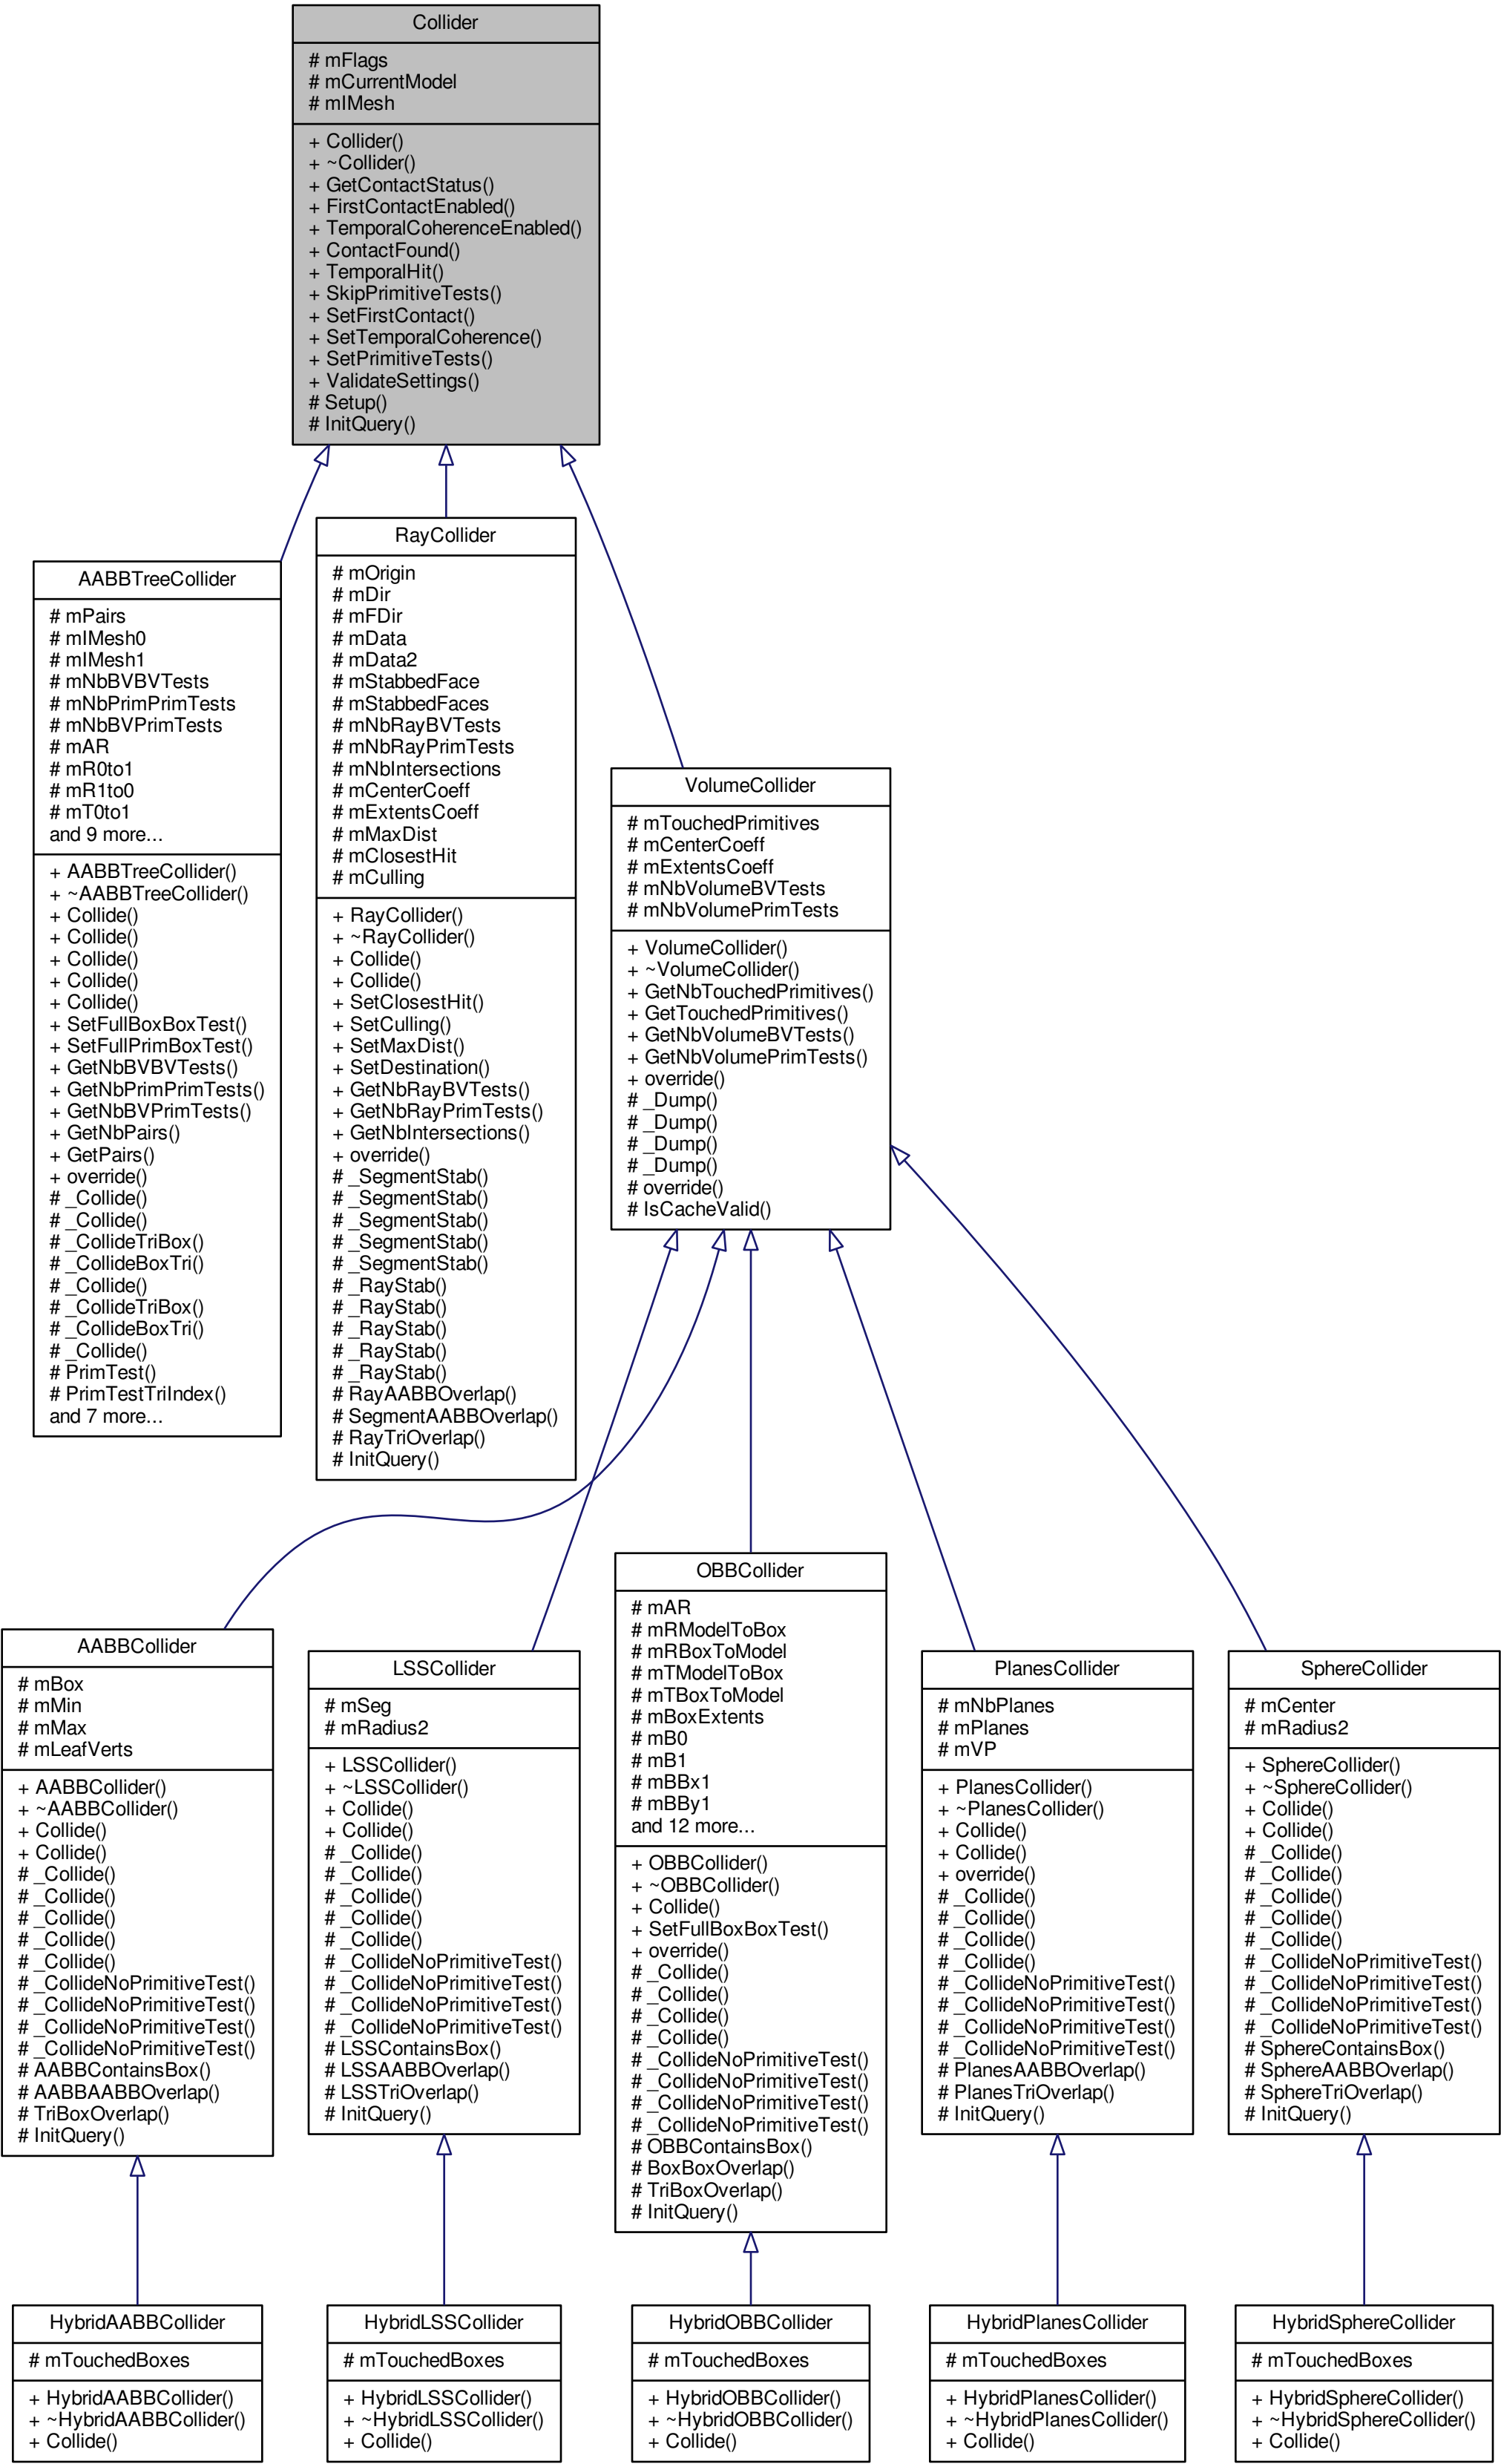 Collider
# mFlags
# mCurrentModel
# mIMesh
+ Collider()
+ ~Collider()
+ GetContactStatus()
+ FirstContactEnabled()
+ TemporalCoherenceEnabled()
+ ContactFound()
+ TemporalHit()
+ SkipPrimitiveTests()
+ SetFirstContact()
+ SetTemporalCoherence()
+ SetPrimitiveTests()
+ ValidateSettings()
# Setup()
# InitQuery()
AABBTreeCollider
# mPairs
# mIMesh0
# mIMesh1
# mNbBVBVTests
# mNbPrimPrimTests
# mNbBVPrimTests
# mAR
# mR0to1
# mR1to0
# mT0to1
and 9 more...
+ AABBTreeCollider()
+ ~AABBTreeCollider()
+ Collide()
+ Collide()
+ Collide()
+ Collide()
+ Collide()
+ SetFullBoxBoxTest()
+ SetFullPrimBoxTest()
+ GetNbBVBVTests()
+ GetNbPrimPrimTests()
+ GetNbBVPrimTests()
+ GetNbPairs()
+ GetPairs()
+ override()
# _Collide()
# _Collide()
# _CollideTriBox()
# _CollideBoxTri()
# _Collide()
# _CollideTriBox()
# _CollideBoxTri()
# _Collide()
# PrimTest()
# PrimTestTriIndex()
and 7 more...
RayCollider
# mOrigin
# mDir
# mFDir
# mData
# mData2
# mStabbedFace
# mStabbedFaces
# mNbRayBVTests
# mNbRayPrimTests
# mNbIntersections
# mCenterCoeff
# mExtentsCoeff
# mMaxDist
# mClosestHit
# mCulling
+ RayCollider()
+ ~RayCollider()
+ Collide()
+ Collide()
+ SetClosestHit()
+ SetCulling()
+ SetMaxDist()
+ SetDestination()
+ GetNbRayBVTests()
+ GetNbRayPrimTests()
+ GetNbIntersections()
+ override()
# _SegmentStab()
# _SegmentStab()
# _SegmentStab()
# _SegmentStab()
# _SegmentStab()
# _RayStab()
# _RayStab()
# _RayStab()
# _RayStab()
# _RayStab()
# RayAABBOverlap()
# SegmentAABBOverlap()
# RayTriOverlap()
# InitQuery()
VolumeCollider
# mTouchedPrimitives
# mCenterCoeff
# mExtentsCoeff
# mNbVolumeBVTests
# mNbVolumePrimTests
+ VolumeCollider()
+ ~VolumeCollider()
+ GetNbTouchedPrimitives()
+ GetTouchedPrimitives()
+ GetNbVolumeBVTests()
+ GetNbVolumePrimTests()
+ override()
# _Dump()
# _Dump()
# _Dump()
# _Dump()
# override()
# IsCacheValid()
AABBCollider
# mBox
# mMin
# mMax
# mLeafVerts
+ AABBCollider()
+ ~AABBCollider()
+ Collide()
+ Collide()
# _Collide()
# _Collide()
# _Collide()
# _Collide()
# _Collide()
# _CollideNoPrimitiveTest()
# _CollideNoPrimitiveTest()
# _CollideNoPrimitiveTest()
# _CollideNoPrimitiveTest()
# AABBContainsBox()
# AABBAABBOverlap()
# TriBoxOverlap()
# InitQuery()
LSSCollider
# mSeg
# mRadius2
+ LSSCollider()
+ ~LSSCollider()
+ Collide()
+ Collide()
# _Collide()
# _Collide()
# _Collide()
# _Collide()
# _Collide()
# _CollideNoPrimitiveTest()
# _CollideNoPrimitiveTest()
# _CollideNoPrimitiveTest()
# _CollideNoPrimitiveTest()
# LSSContainsBox()
# LSSAABBOverlap()
# LSSTriOverlap()
# InitQuery()
OBBCollider
# mAR
# mRModelToBox
# mRBoxToModel
# mTModelToBox
# mTBoxToModel
# mBoxExtents
# mB0
# mB1
# mBBx1
# mBBy1
and 12 more...
+ OBBCollider()
+ ~OBBCollider()
+ Collide()
+ SetFullBoxBoxTest()
+ override()
# _Collide()
# _Collide()
# _Collide()
# _Collide()
# _CollideNoPrimitiveTest()
# _CollideNoPrimitiveTest()
# _CollideNoPrimitiveTest()
# _CollideNoPrimitiveTest()
# OBBContainsBox()
# BoxBoxOverlap()
# TriBoxOverlap()
# InitQuery()
PlanesCollider
# mNbPlanes
# mPlanes
# mVP
+ PlanesCollider()
+ ~PlanesCollider()
+ Collide()
+ Collide()
+ override()
# _Collide()
# _Collide()
# _Collide()
# _Collide()
# _CollideNoPrimitiveTest()
# _CollideNoPrimitiveTest()
# _CollideNoPrimitiveTest()
# _CollideNoPrimitiveTest()
# PlanesAABBOverlap()
# PlanesTriOverlap()
# InitQuery()
SphereCollider
# mCenter
# mRadius2
+ SphereCollider()
+ ~SphereCollider()
+ Collide()
+ Collide()
# _Collide()
# _Collide()
# _Collide()
# _Collide()
# _Collide()
# _CollideNoPrimitiveTest()
# _CollideNoPrimitiveTest()
# _CollideNoPrimitiveTest()
# _CollideNoPrimitiveTest()
# SphereContainsBox()
# SphereAABBOverlap()
# SphereTriOverlap()
# InitQuery()
HybridAABBCollider
# mTouchedBoxes
+ HybridAABBCollider()
+ ~HybridAABBCollider()
+ Collide()
HybridLSSCollider
# mTouchedBoxes
+ HybridLSSCollider()
+ ~HybridLSSCollider()
+ Collide()
HybridOBBCollider
# mTouchedBoxes
+ HybridOBBCollider()
+ ~HybridOBBCollider()
+ Collide()
HybridPlanesCollider
# mTouchedBoxes
+ HybridPlanesCollider()
+ ~HybridPlanesCollider()
+ Collide()
HybridSphereCollider
# mTouchedBoxes
+ HybridSphereCollider()
+ ~HybridSphereCollider()
+ Collide()